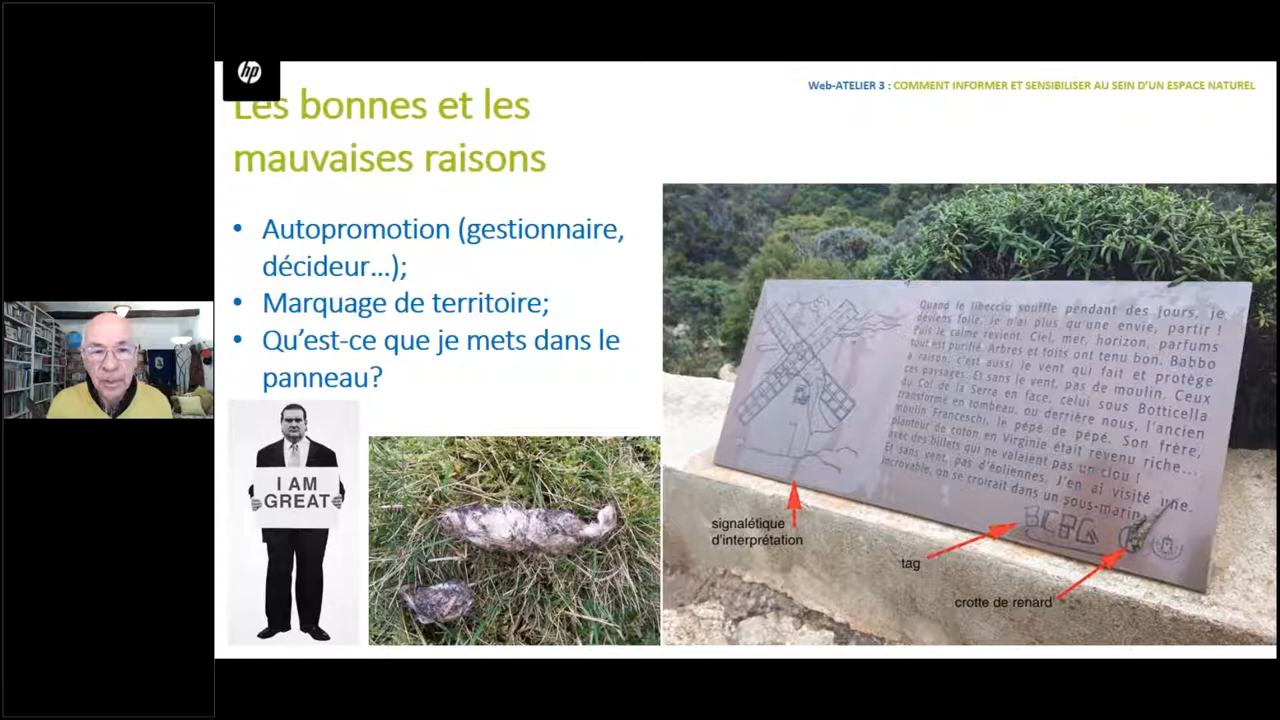 hp
Web-ATELIER 3 : COMMENT INFORMER ET SENSIBILISER AU SEIN D'UN ESPACE NATUREL
Les bonnes et les
mauvaises raisons
• Autopromotion (gestionnaire,
décideur…);
• Marquage de territoire;
• Qu'est-ce que je mets dans le
panneau?
I AM
GREAT
Quand le libecciu souffle pendant des jours, je
deviens folle, je n'ai plus qu'une envie, partir !
Puis le calme revient. Ciel, mer, horizon, parfums
tout est purifié. Arbres et toits ont tenu bon. Babbo
à raison, c'est aussi le vent qui fait et protège
ces paysages. Et sans le vent, pas de moulin. Ceux
du Col de la Serra en face, celui sous Botticella
transformé en tombeau, ou derrière nous, l'ancien
moulin Franceschi, le pépé de pépé. Son frère,
planteur de coton en Virginie était revenu riche...
avec des billets qui ne valaient pas un clou !
Et sans vent, pas d'éoliennes. J'en ai visité une.
Incroyable, on se croirait dans un sous-marin.
signalétique
d'interprétation
tag
crotte de renard